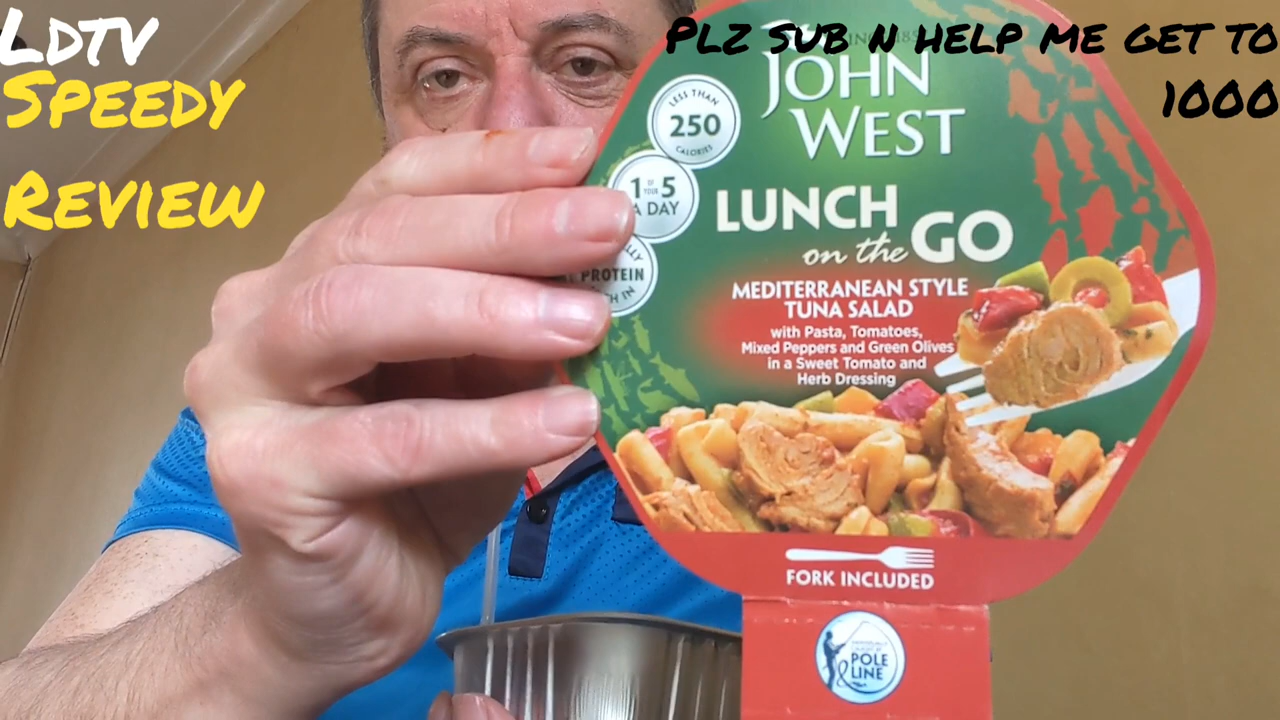 LDTV
SPEEDY
REVIEW
PLZ SUB N HELP ME GET TO
1000
JOHN
WEST
LESS THAN
250
CALORIES
1 OF YOUR 5
A DAY
PROTEIN
LUNCH
on the GO
MEDITERRANEAN STYLE
TUNA SALAD
with Pasta, Tomatoes,
Mixed Peppers and Green Olives
in a Sweet Tomato and
Herb Dressing
FORK INCLUDED
POLE
& LINE